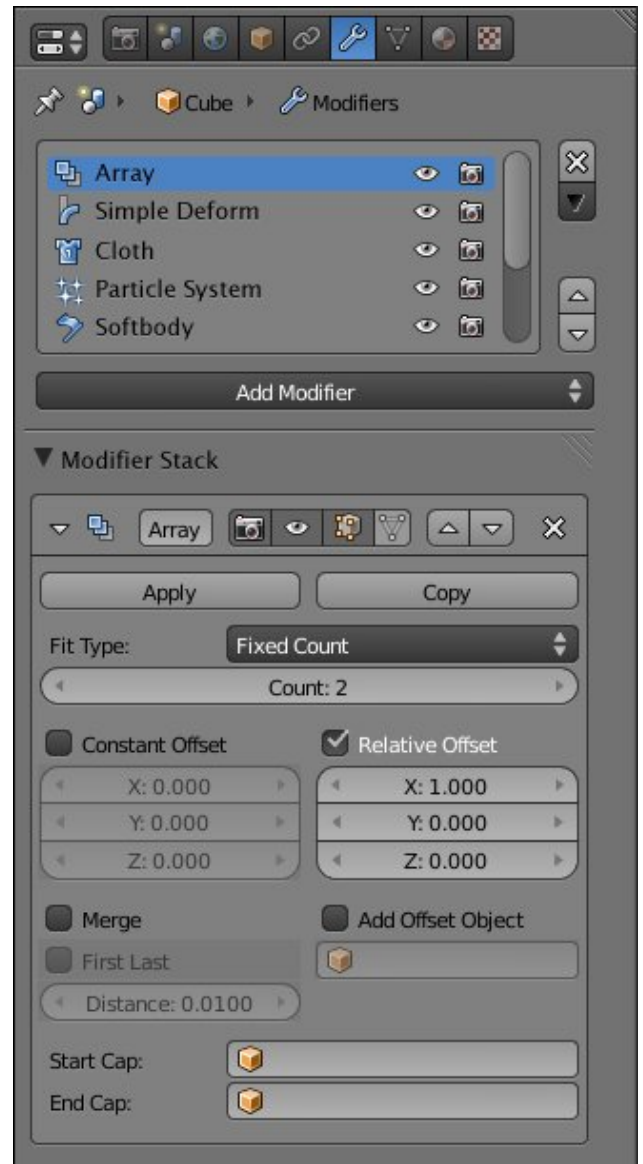 Cube Modifiers
Array
Simple Deform
Cloth
Particle System
Softbody
Add Modifier
Modifier Stack
Array
Apply Copy
Fit Type: Fixed Count
Count: 2
Constant Offset Relative Offset
X: 0.000 X: 1.000
Y: 0.000 Y: 0.000
Z: 0.000 Z: 0.000
Merge Add Offset Object
First Last
Distance: 0.0100
Start Cap:
End Cap: